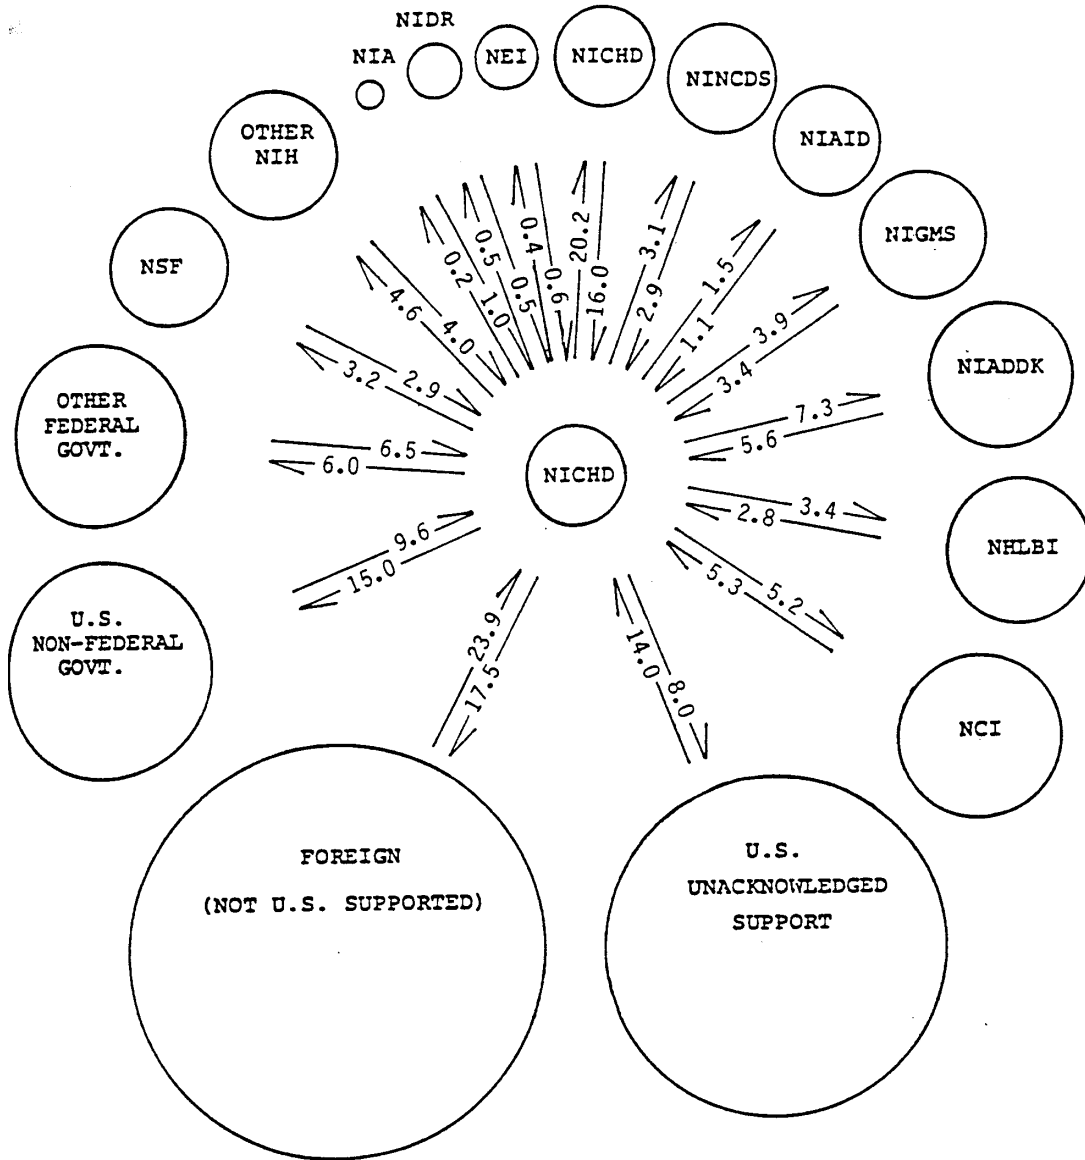 NIDR
NIA
NEI
NICHD
NINCDS
OTHER
NIH
NIAID
NIGMS
NSF
NIADDK
OTHER
FEDERAL
GOVT.
NICHD
NHLBI
U.S.
NON-FEDERAL
GOVT.
NCI
FOREIGN
(NOT U.S. SUPPORTED)
U.S.
UNACKNOWLEDGED
SUPPORT
4.6
4.0
0.2
1.0
0.5
0.5
0.4
0.6
20.2
16.0
3.1
2.9
1.5
1.1
3.9
3.4
7.3
5.6
3.4
2.8
5.2
5.3
8.0
14.0
23.9
17.5
9.6
15.0
6.5
6.0
2.9
3.2